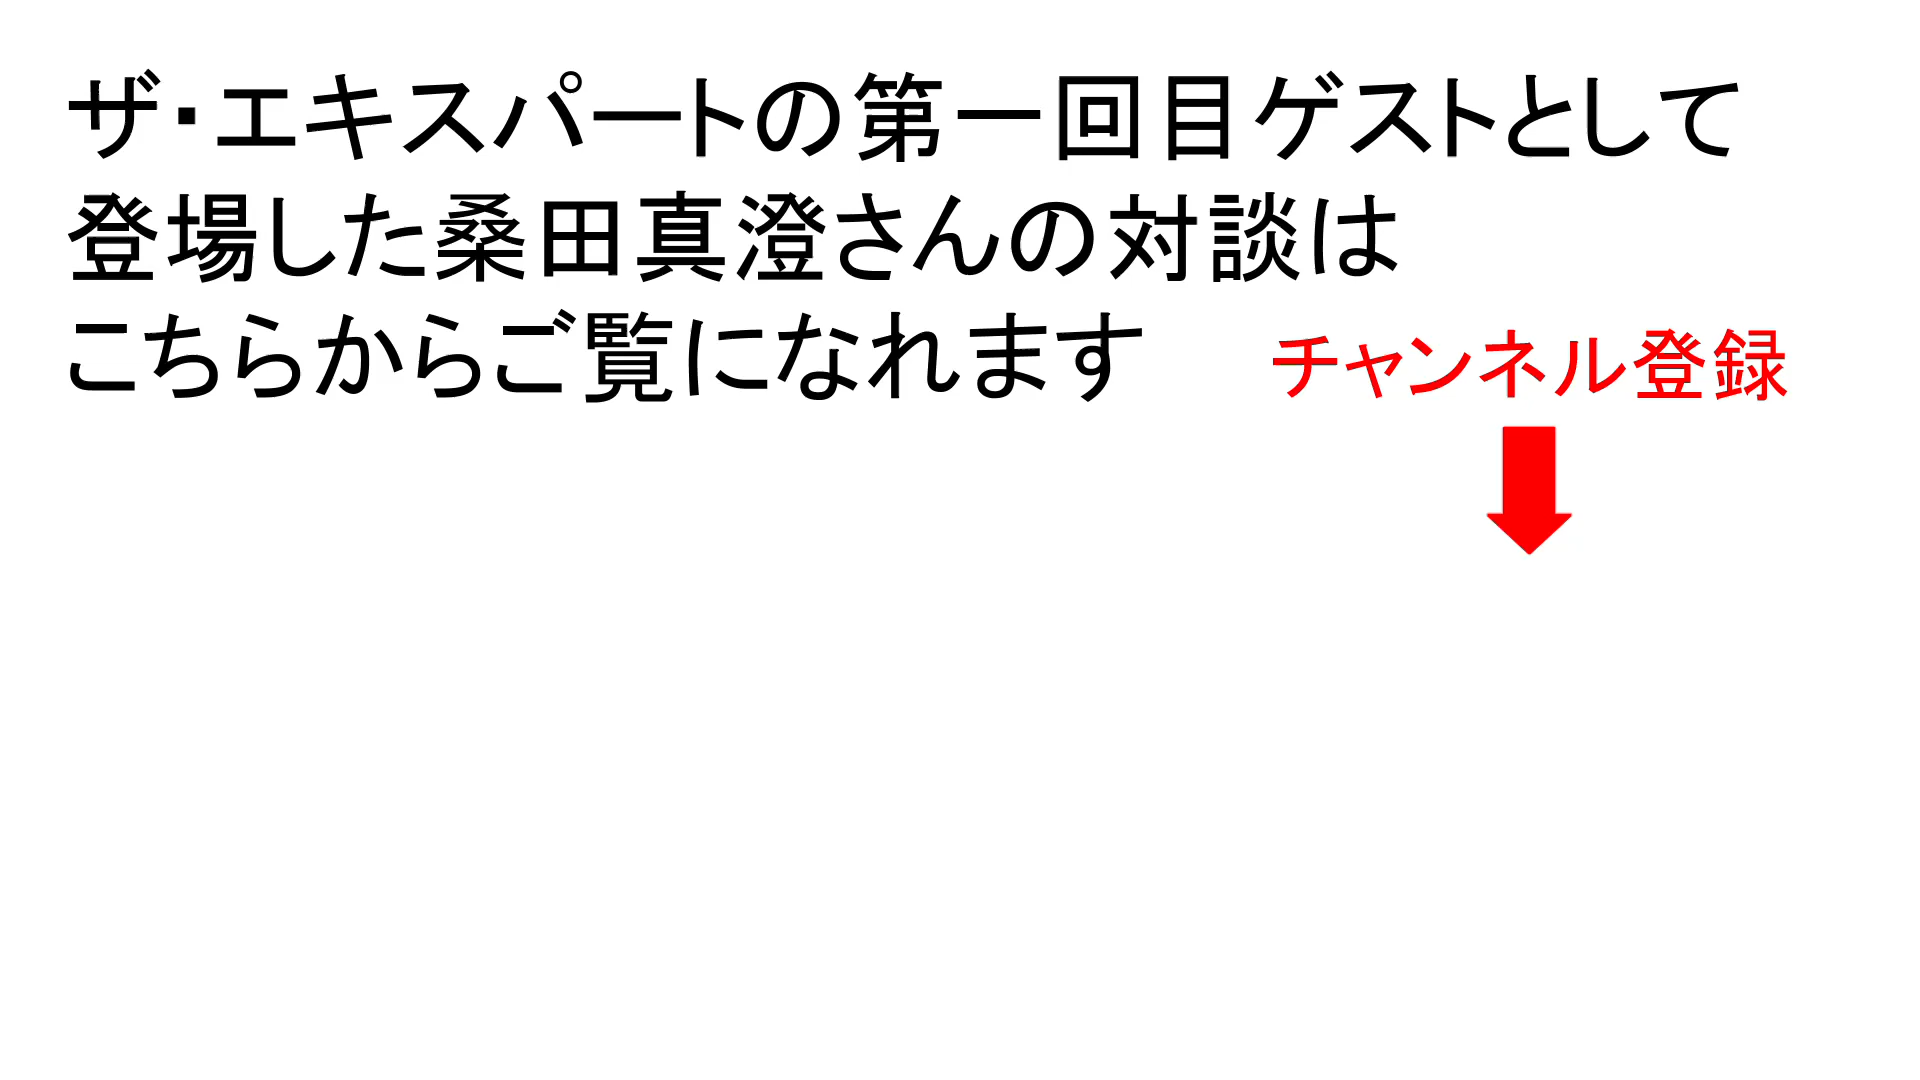 ザ・エキスパートの第一回目ゲストとして
登場した桑田真澄さんの対談は
こちらからご覧になれます
チャンネル登録